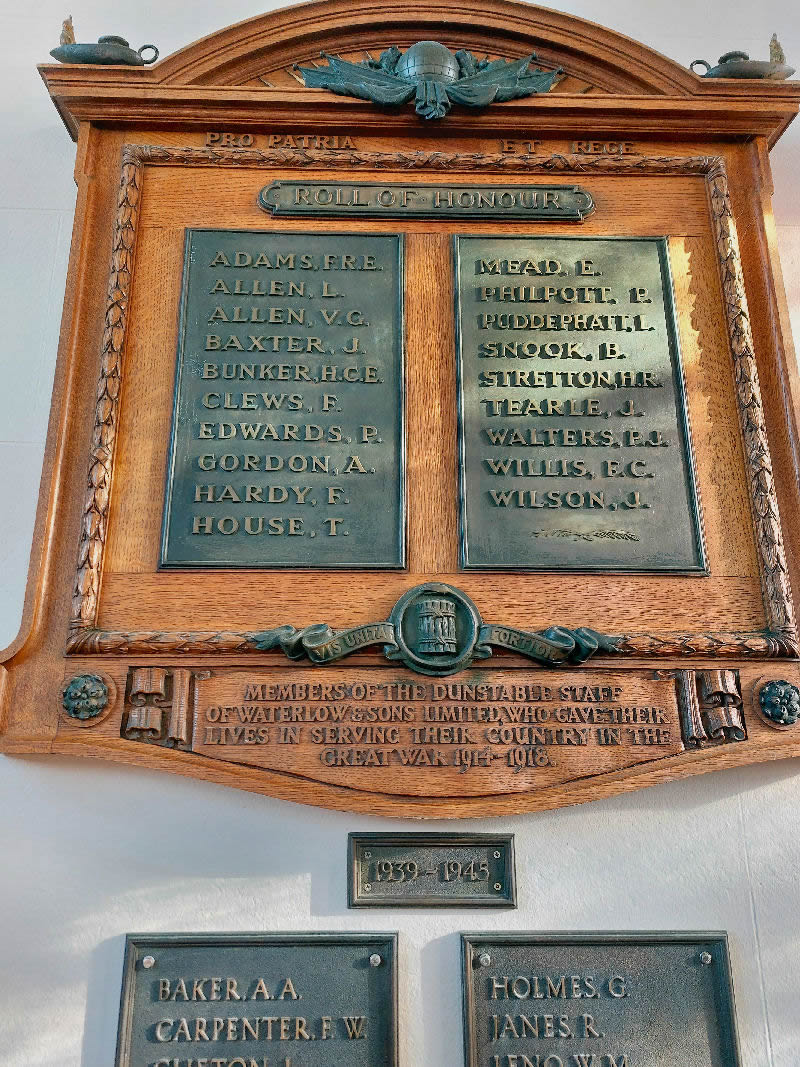 PRO PATRIA ET REGE
ROLL OF HONOUR
ADAMS, F.R.E.
ALLEN, L.
ALLEN, V.G.
BAXTER, J.
BUNKER, H.C.E.
CLEWS, F.
EDWARDS, P.
GORDON, A.
HARDY, F.
HOUSE, T.
MEAD, E.
PHILPOTT, P.
PUDDEPHATT, L.
SNOOK, B.
STRETTON, H.R.
TEARLE, J.
WALTERS, P.J.
WILLIS, F.C.
WILSON, J.
VIS UNITA FORTIOR
MEMBERS OF THE DUNSTABLE STAFF
OF WATERLOW & SONS LIMITED, WHO GAVE THEIR
LIVES IN SERVING THEIR COUNTRY IN THE
GREAT WAR 1914-1918.
1939-1945
BAKER. A. A.
CARPENTER. F. W.
HOLMES. G.
JANES. R.
JENO. W. M.